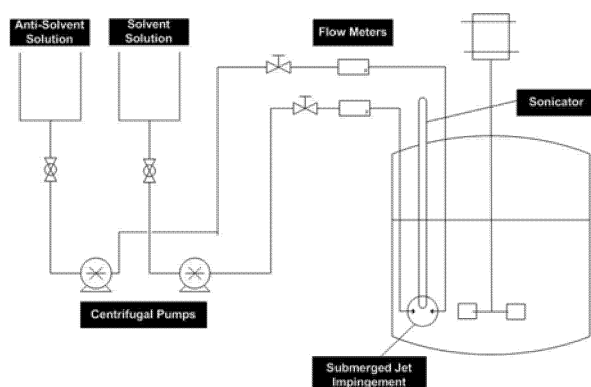 Anti-Solvent
Solution
Solvent
Solution
Flow Meters
Sonicator
Centrifugal Pumps
Submerged Jet
Impingement